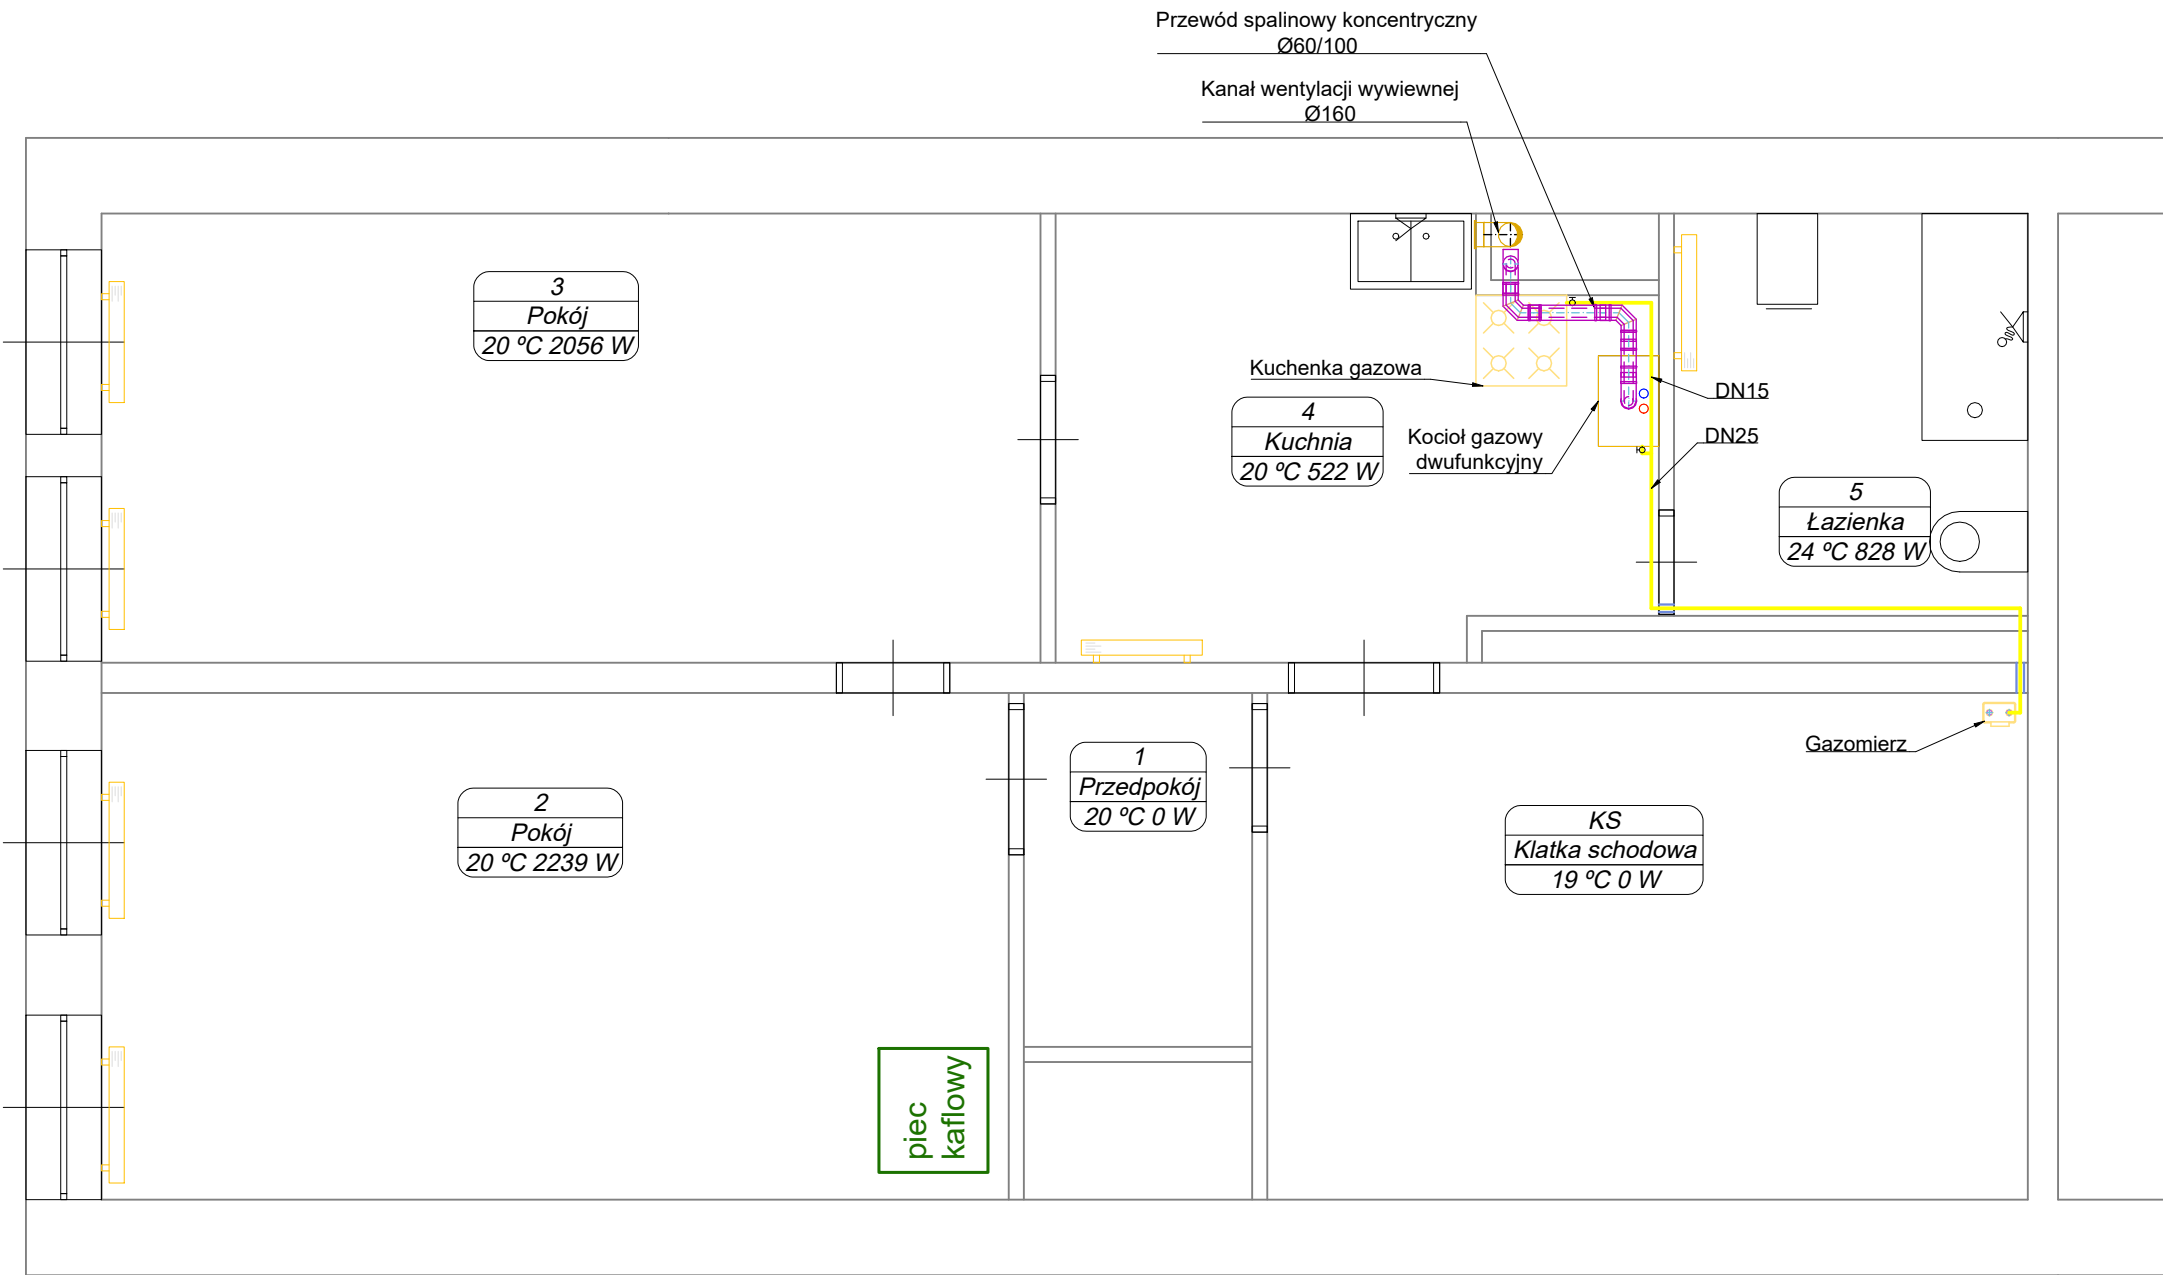 Przewód spalinowy koncentryczny
Ø60/100
Kanał wentylacji wywiewnej
Ø160
3
Pokój
20 ºC 2056 W
Kuchenka gazowa
4
Kuchnia
20 ºC 522 W
Kocioł gazowy
dwufunkcyjny
DN15
DN25
5
Łazienka
24 ºC 828 W
Gazomierz
1
Przedpokój
20 ºC 0 W
2
Pokój
20 ºC 2239 W
KS
Klatka schodowa
19 ºC 0 W
piec
kaflowy